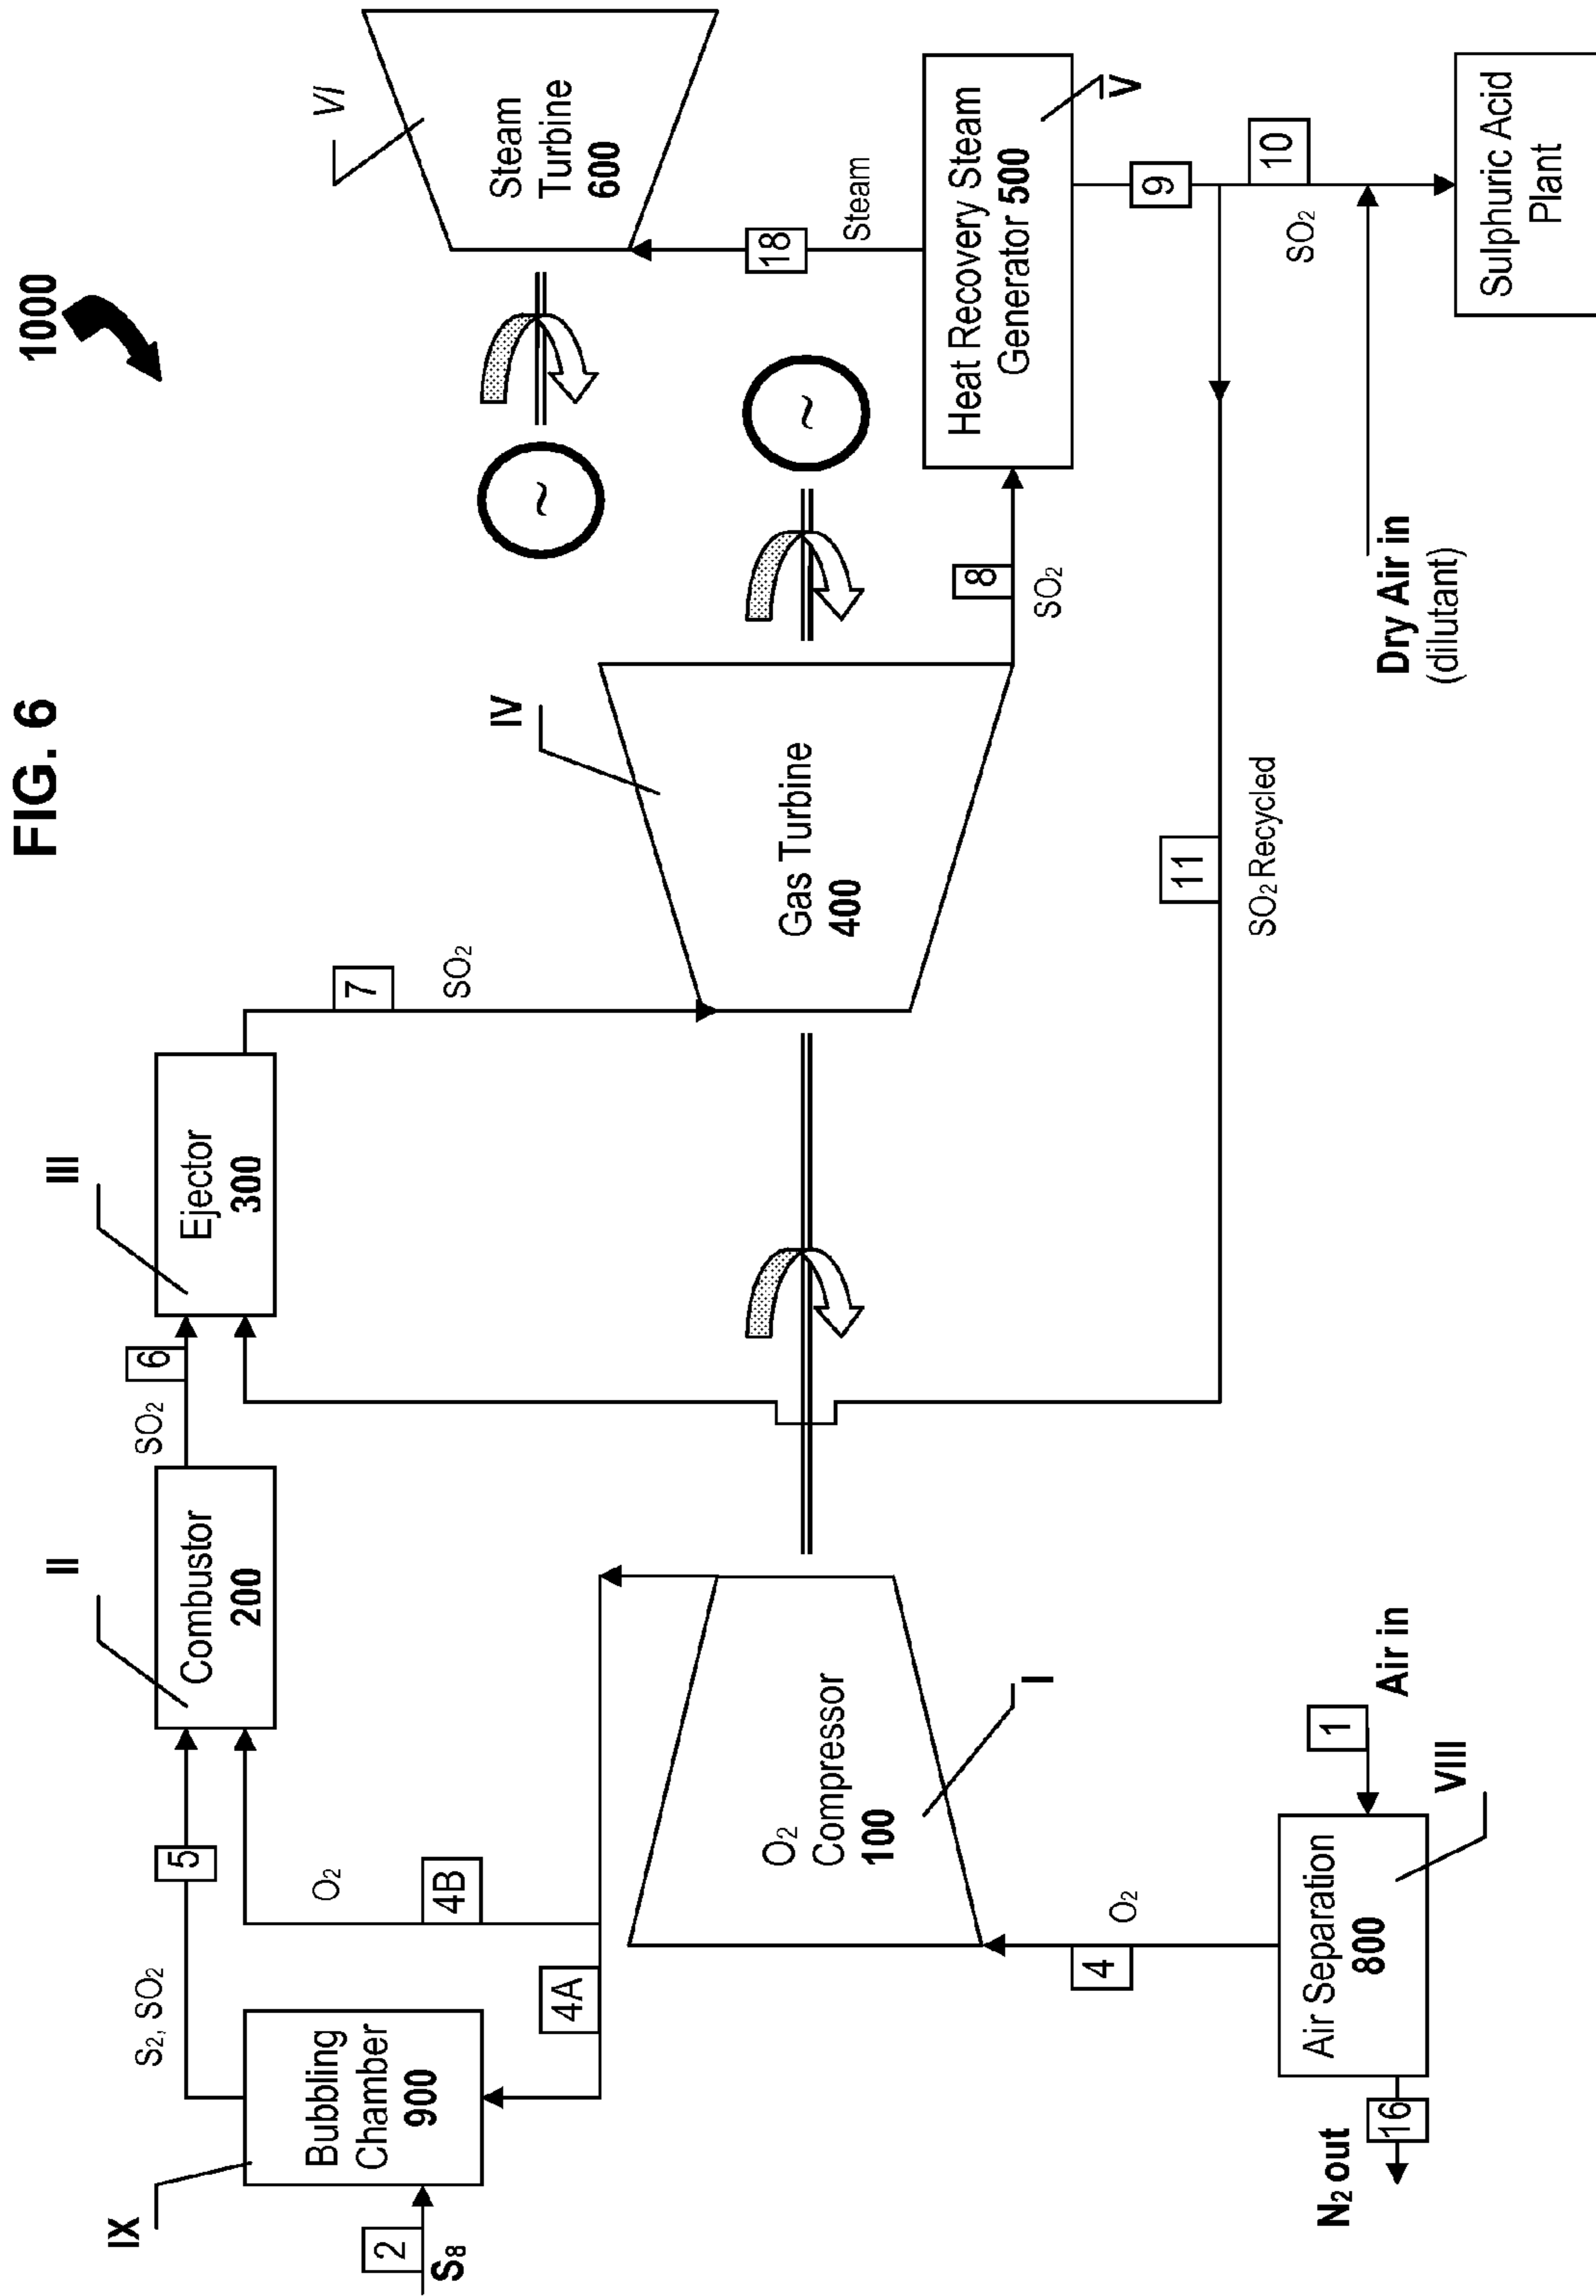 FIG. 6
1000
IX
Bubbling
Chamber
900
2
S₈
S₂, SO₂
5
II
Combustor
200
O₂
4B
4A
SO₂
6
III
Ejector
300
7
SO₂
O₂
Compressor
100
I
4
O₂
Air Separation
800
VIII
1
Air in
16
N₂ out
IV
Gas Turbine
400
8
SO₂
~
~
VI
Steam
Turbine
600
18
Steam
Heat Recovery Steam
Generator 500
V
9
10
SO₂
11
SO₂ Recycled
Dry Air in
(dilutant)
Sulphuric Acid
Plant